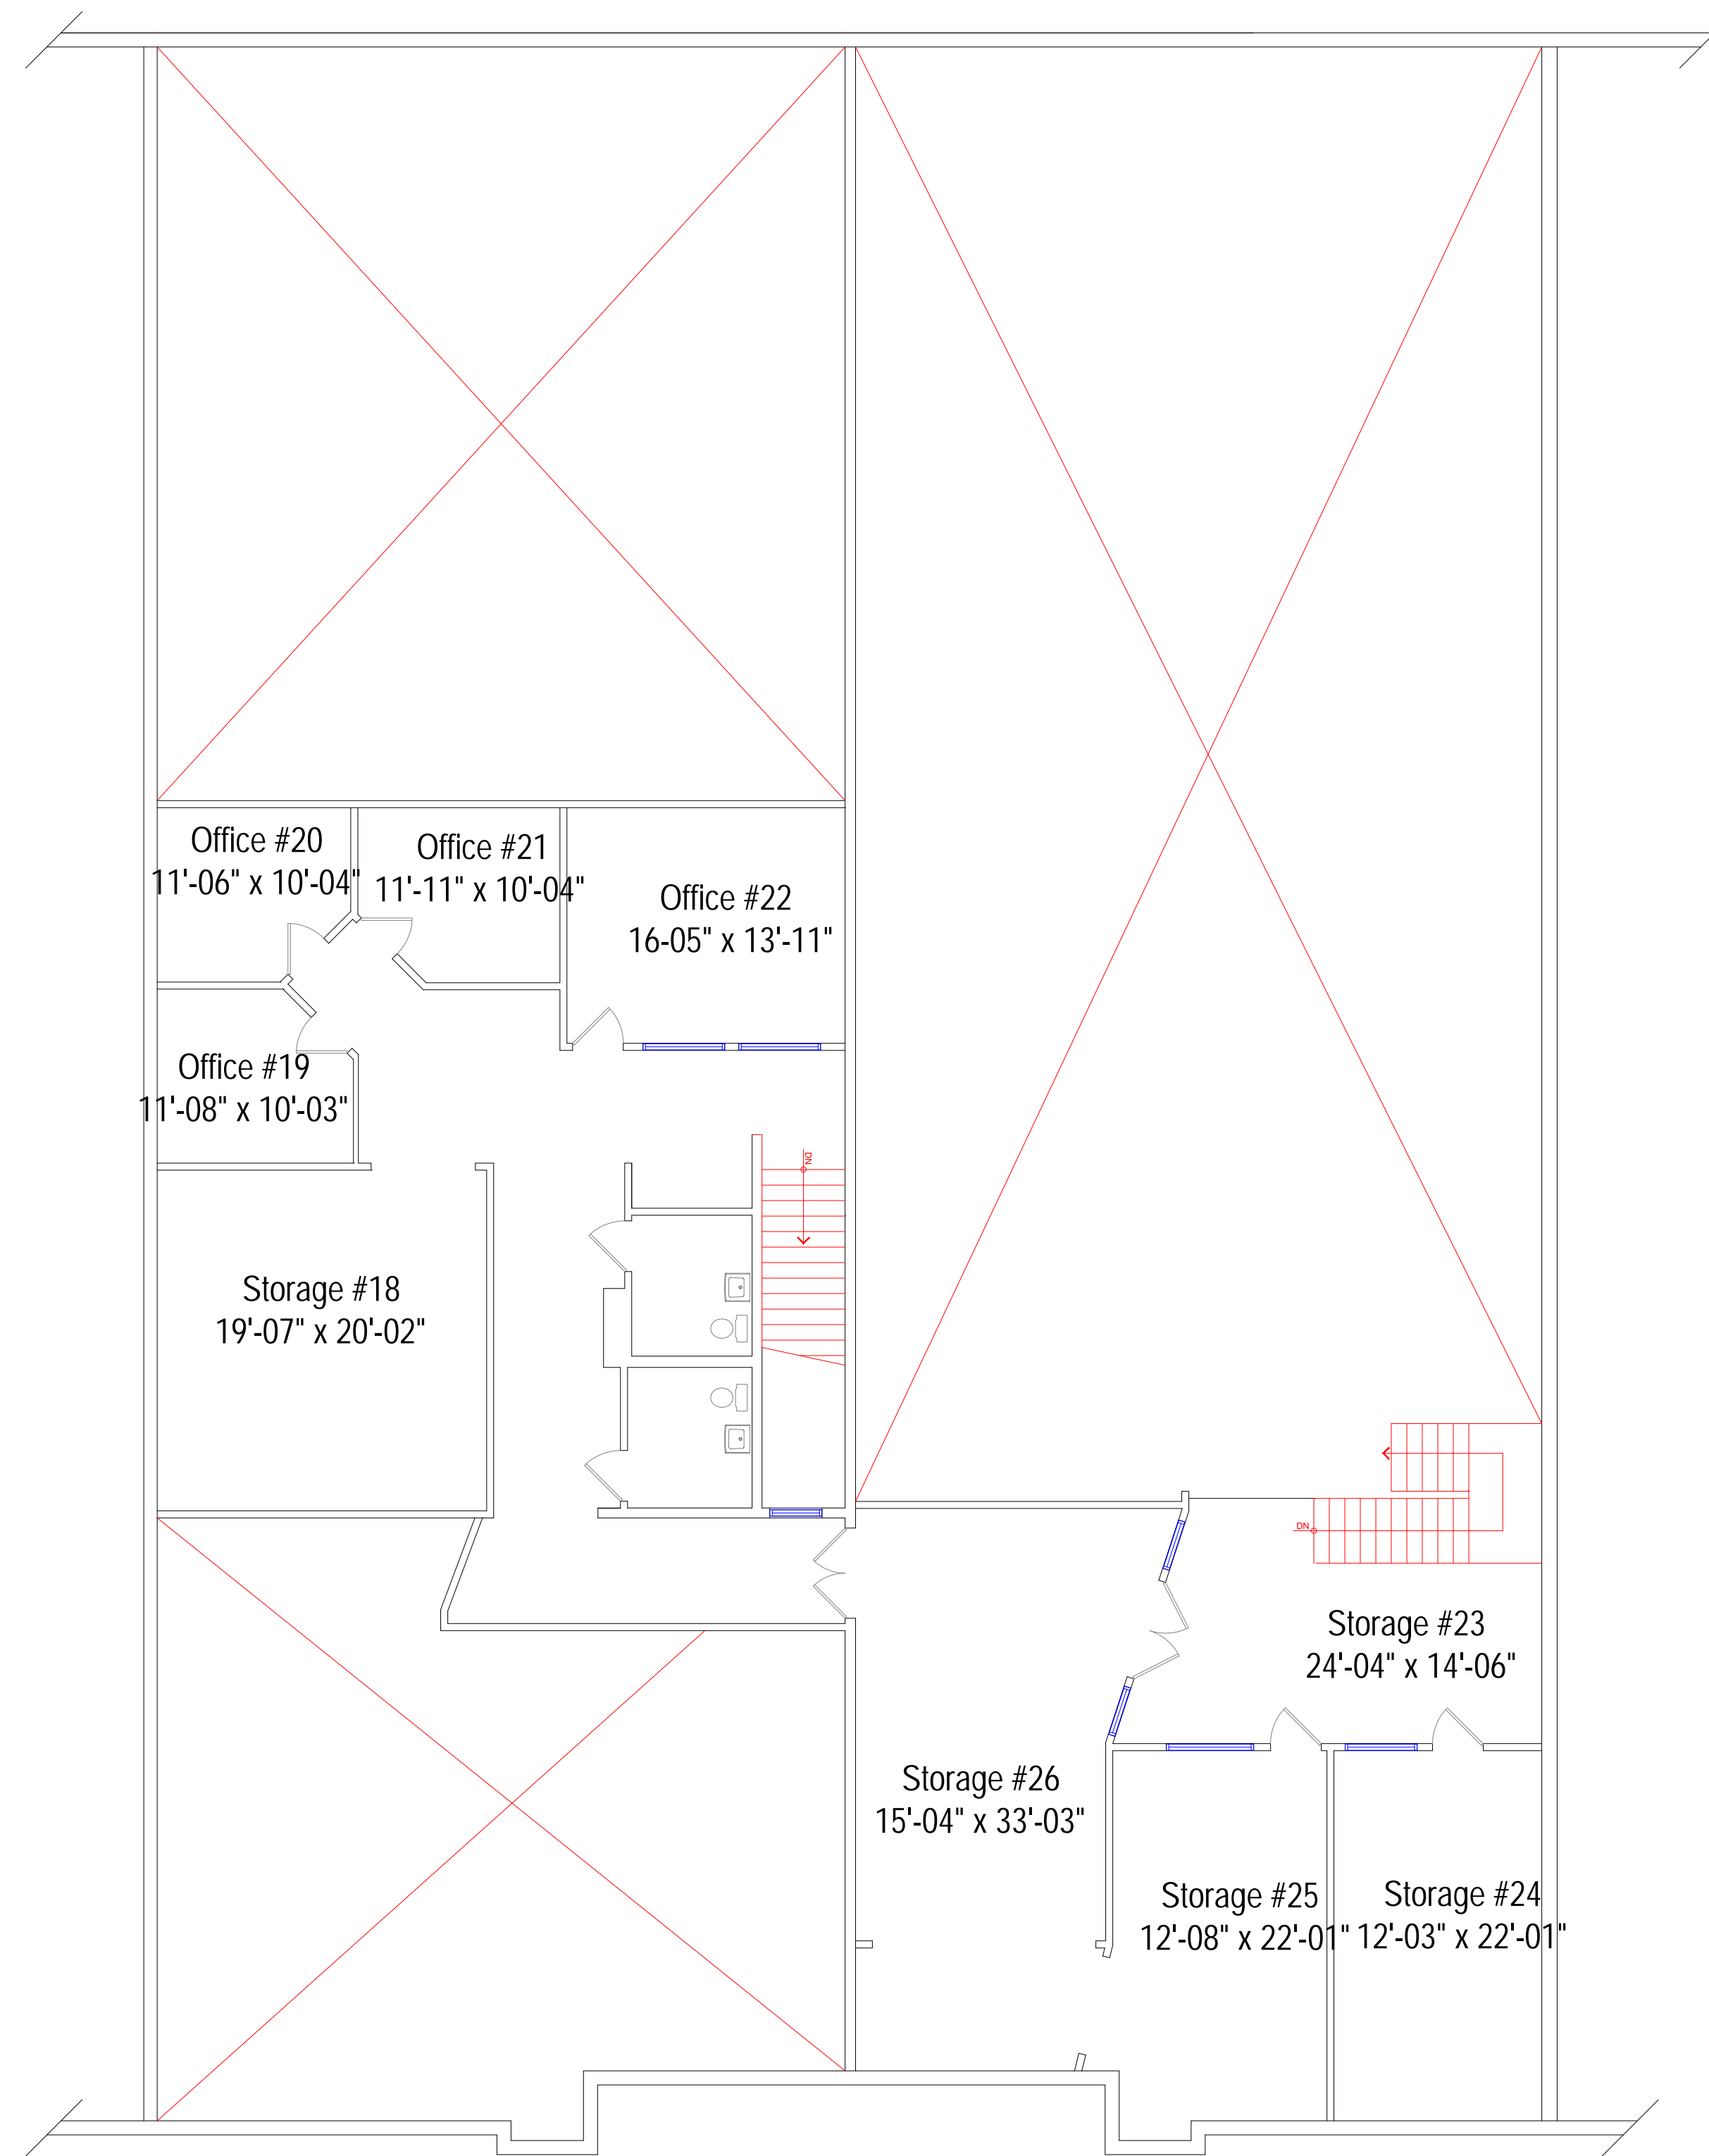 Office #20
11'-06" x 10'-04"
Office #21
11'-11" x 10'-04"
Office #22
16-05" x 13'-11"
Office #19
11'-08" x 10'-03"
DN
Storage #18
19'-07" x 20'-02"
DN
Storage #23
24'-04" x 14'-06"
Storage #26
15'-04" x 33'-03"
Storage #25
12'-08" x 22'-01"
Storage #24
12'-03" x 22'-01"